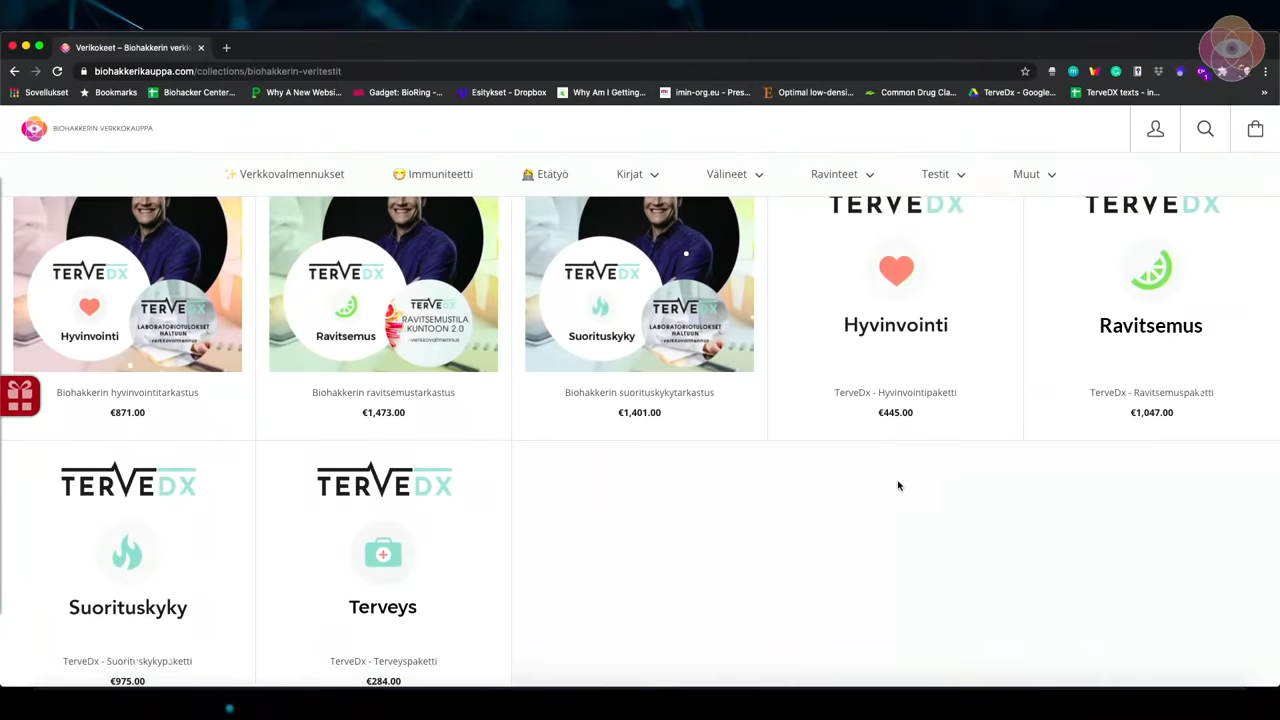 Verikokeet – Biohakkerin verkk
biohakkerikauppa.com/collections/biohakkerin-veritestit
Sovellukset
Bookmarks
Biohacker Center...
Why A New Websi...
Gadget: BioRing -...
Esitykset - Dropbox
Why Am I Getting...
imin-org.eu - Pres...
Optimal low-densi...
Common Drug Cla...
TerveDx - Google...
TerveDX texts - in...
BIOHAKKERIN VERKKOKAUPPA
Verkkovalmennukset
Immuniteetti
Etätyö
Kirjat
Välineet
Ravinteet
Testit
Muut
TERVEDX
Hyvinvointi
TERVEDX
LABORATORIOTULOKSET
HALTUUN
-verkkovalmennus
Biohakkerin hyvinvointitarkastus
€871.00
TERVEDX
Ravitsemus
TERVEDX
RAVITSEMUSTILA
KUNTOON 2.0
-verkkovalmennus
Biohakkerin ravitsemustarkastus
€1,473.00
TERVEDX
Suorituskyky
TERVEDX
LABORATORIOTULOKSET
HALTUUN
-verkkovalmennus
Biohakkerin suorituskykytarkastus
€1,401.00
TERVEDX
Hyvinvointi
TerveDx - Hyvinvointipaketti
€445.00
TERVEDX
Ravitsemus
TerveDx - Ravitsemuspaketti
€1,047.00
TERVEDX
Suorituskyky
TerveDx - Suorituskykypaketti
€975.00
TERVEDX
Terveys
TerveDx - Terveyspaketti
€284.00